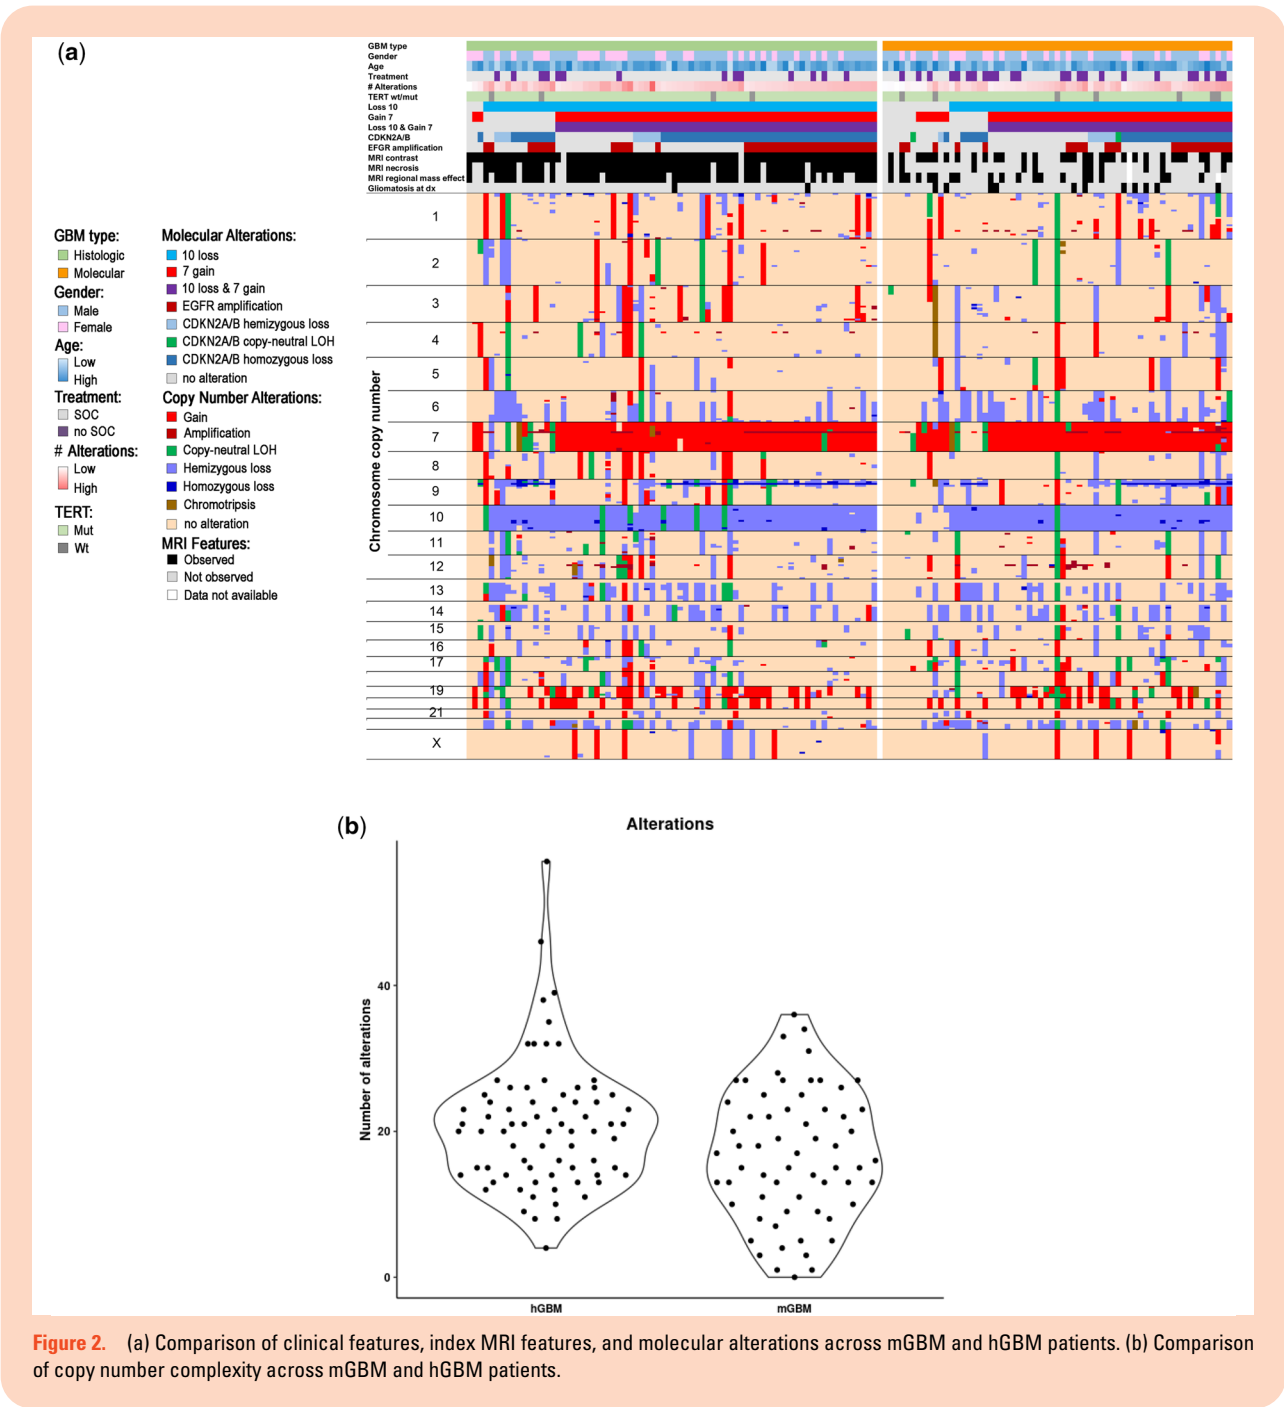 (a)
GBM type
Gender
Age
Treatment
# Alterations
TERT wt/mut
Loss 10
Gain 7
Loss 10 & Gain 7
CDKN2A/B
EFGR amplification
MRI contrast
MRI necrosis
MRI regional mass effect
Gliomatosis at dx
GBM type:
Histologic
Molecular
Gender:
Male
Female
Age:
Low
High
Treatment:
SOC
no SOC
# Alterations:
Low
High
TERT:
Mut
Wt
Molecular Alterations:
10 loss
7 gain
10 loss & 7 gain
EGFR amplification
CDKN2A/B hemizygous loss
CDKN2A/B copy-neutral LOH
CDKN2A/B homozygous loss
no alteration
Copy Number Alterations:
Gain
Amplification
Copy-neutral LOH
Hemizygous loss
Homozygous loss
Chromotripsis
no alteration
MRI Features:
Observed
Not observed
Data not available
Chromosome copy number
1
2
3
4
5
6
7
8
9
10
11
12
13
14
15
16
17
19
21
X
(b)
Alterations
Number of alterations
40
20
0
hGBM
mGBM
Figure 2. (a) Comparison of clinical features, index MRI features, and molecular alterations across mGBM and hGBM patients. (b) Comparison
of copy number complexity across mGBM and hGBM patients.